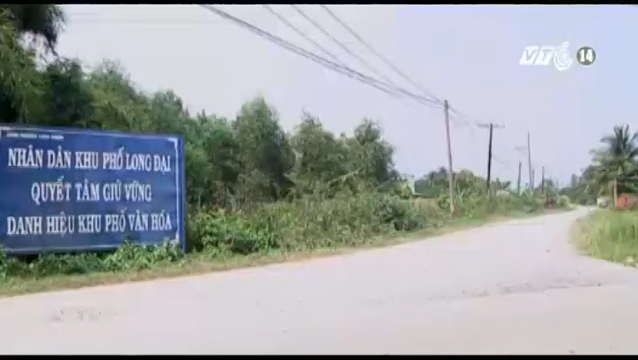 VTC 14
NHÂN DÂN KHU PHỐ LONG ĐẠI
QUYẾT TÂM GIỮ VỮNG
DANH HIỆU KHU PHỐ VĂN HÓA